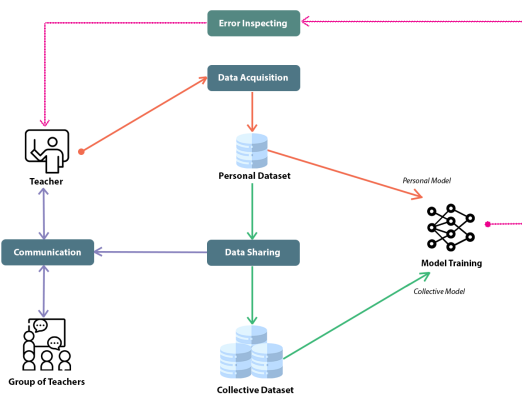 Error Inspecting
Data Acquisition
Teacher
Personal Dataset
Personal Model
Communication
Data Sharing
Model Training
Collective Model
Group of Teachers
Collective Dataset